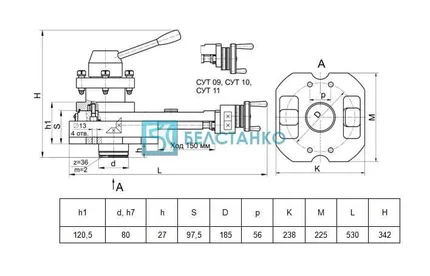 СУТ 09, СУТ 10,
СУТ 11
A
H
h1
S
p
D
M
∅13
4 отв.
БЕЛСТАНКО
Ход 150 мм
h
z=36
m=2
d
L
K
A
h1 d, h7 h S D p K M L H
120,5 80 27 97,5 185 56 238 225 530 342